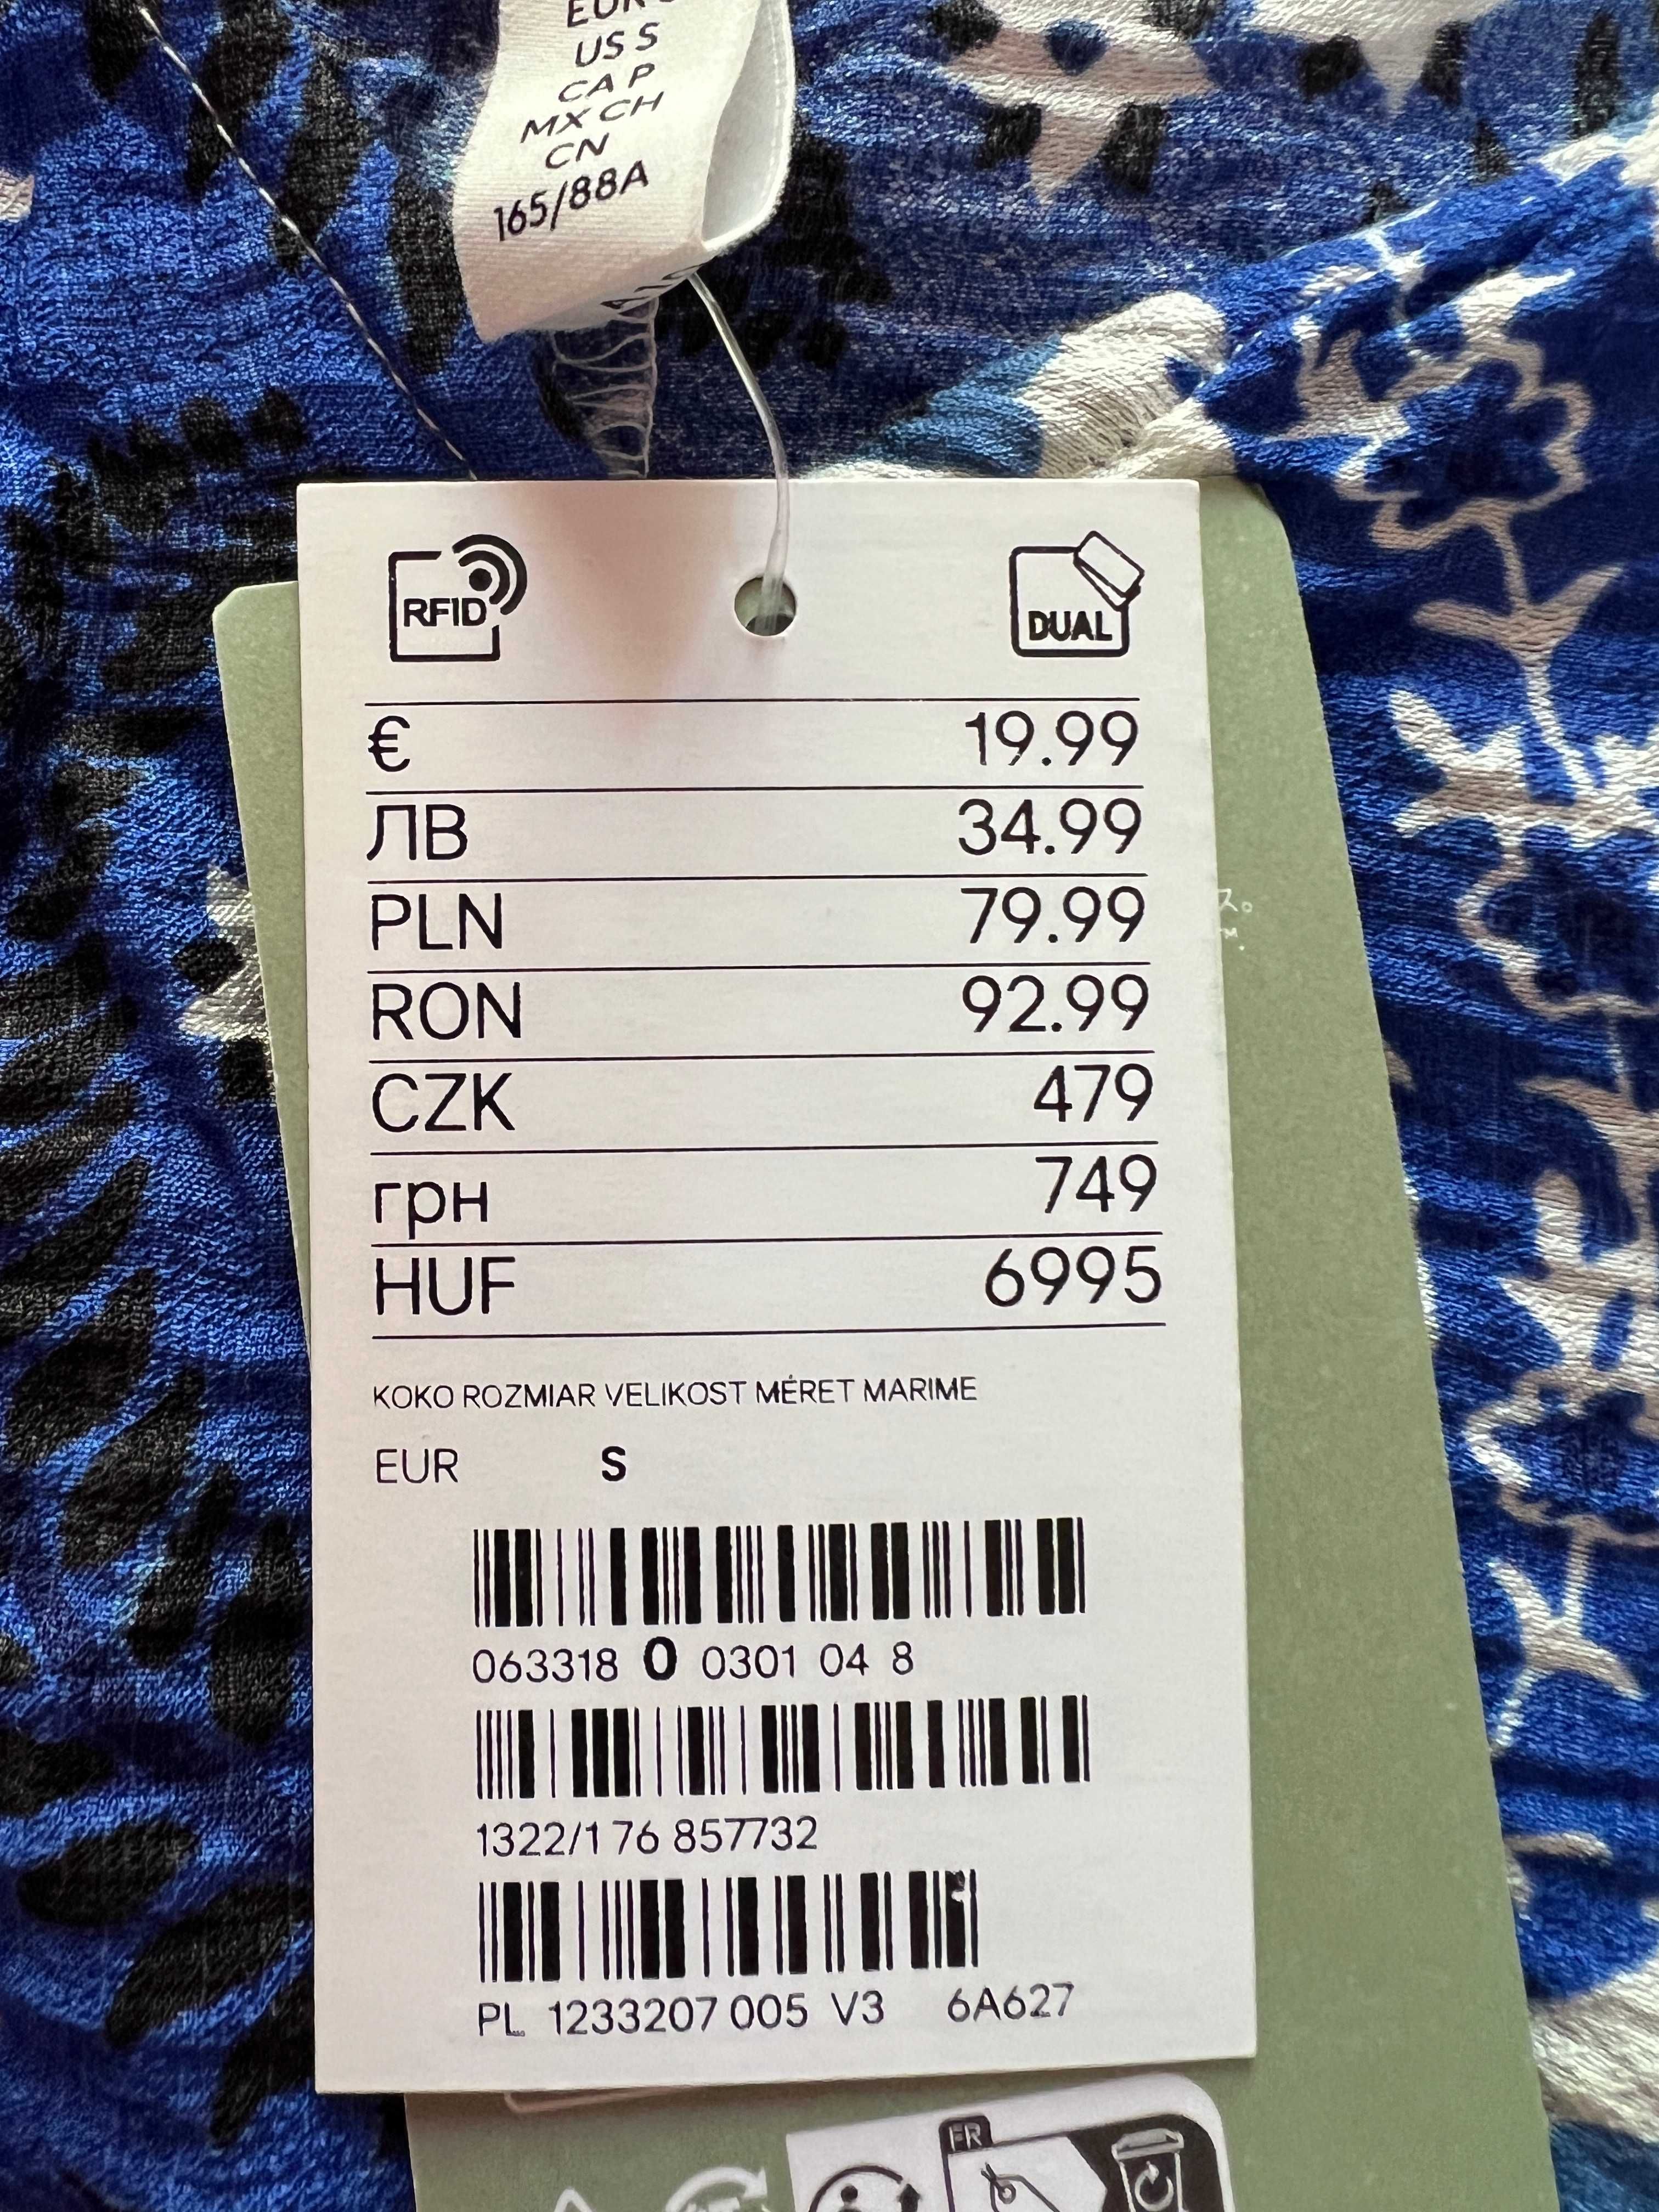 US S
CA P
MX CH
CN
165/88A
RFID
DUAL
€ 19.99
ЛВ 34.99
PLN 79.99
RON 92.99
CZK 479
грн 749
HUF 6995
KOKO ROZMIAR VELIKOST MÉRET MARIME
EUR S
063318 0 0301 04 8
1322/1 76 857732
PL 1233207 005 V3 6A627
FR